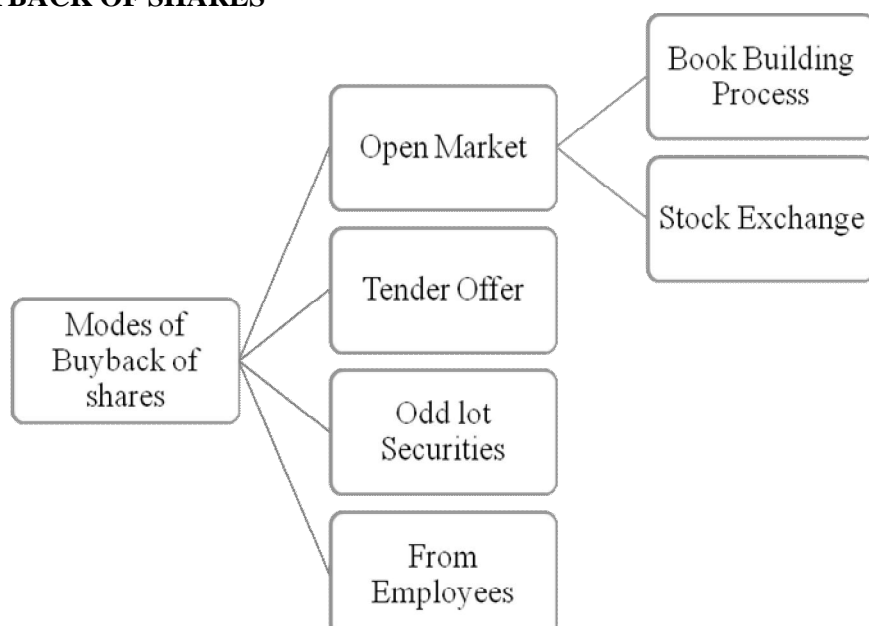 BACK OF SHARES
Book Building
Process
Open Market
Stock Exchange
Tender Offer
Modes of
Buyback of
shares
Odd lot
Securities
From
Employees